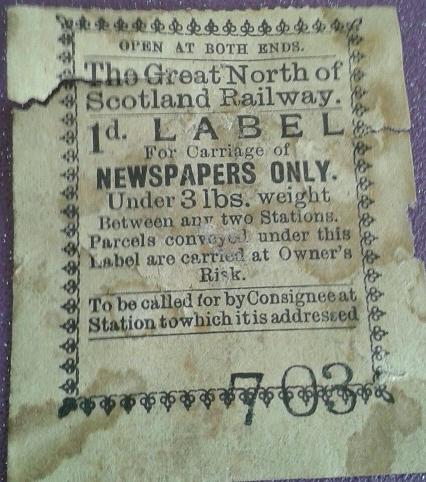 OPEN AT BOTH ENDS.
The Great North of
Scotland Railway.
1d. LABEL
For Carriage of
NEWSPAPERS ONLY.
Under 3 lbs. weight
Between any two Stations.
Parcels conveyed under this
Label are carried at Owner's
Risk.
To be called for by Consignee at
Station to which it is addressed
703